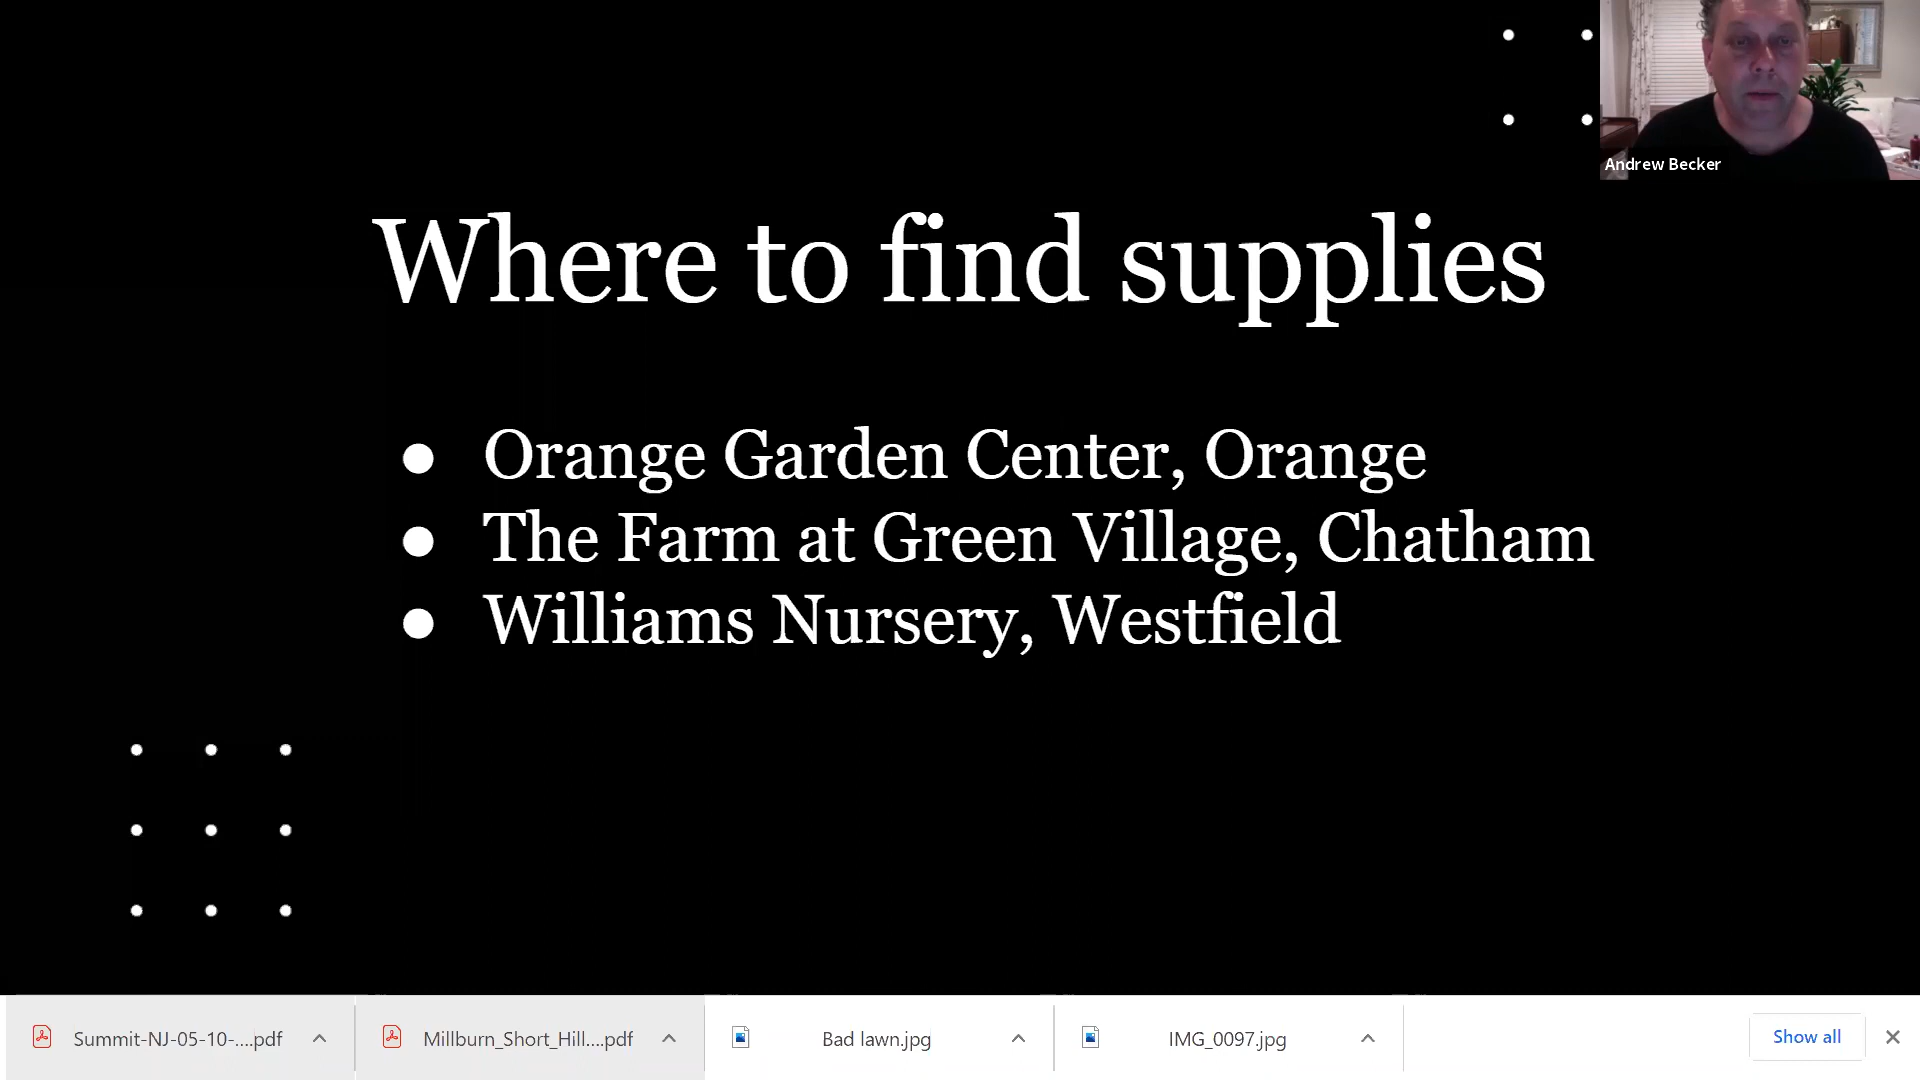 Andrew Becker
Where to find supplies
● Orange Garden Center, Orange
● The Farm at Green Village, Chatham
● Williams Nursery, Westfield
Summit-NJ-05-10-....pdf
Millburn_Short_Hill....pdf
Bad lawn.jpg
IMG_0097.jpg
Show all